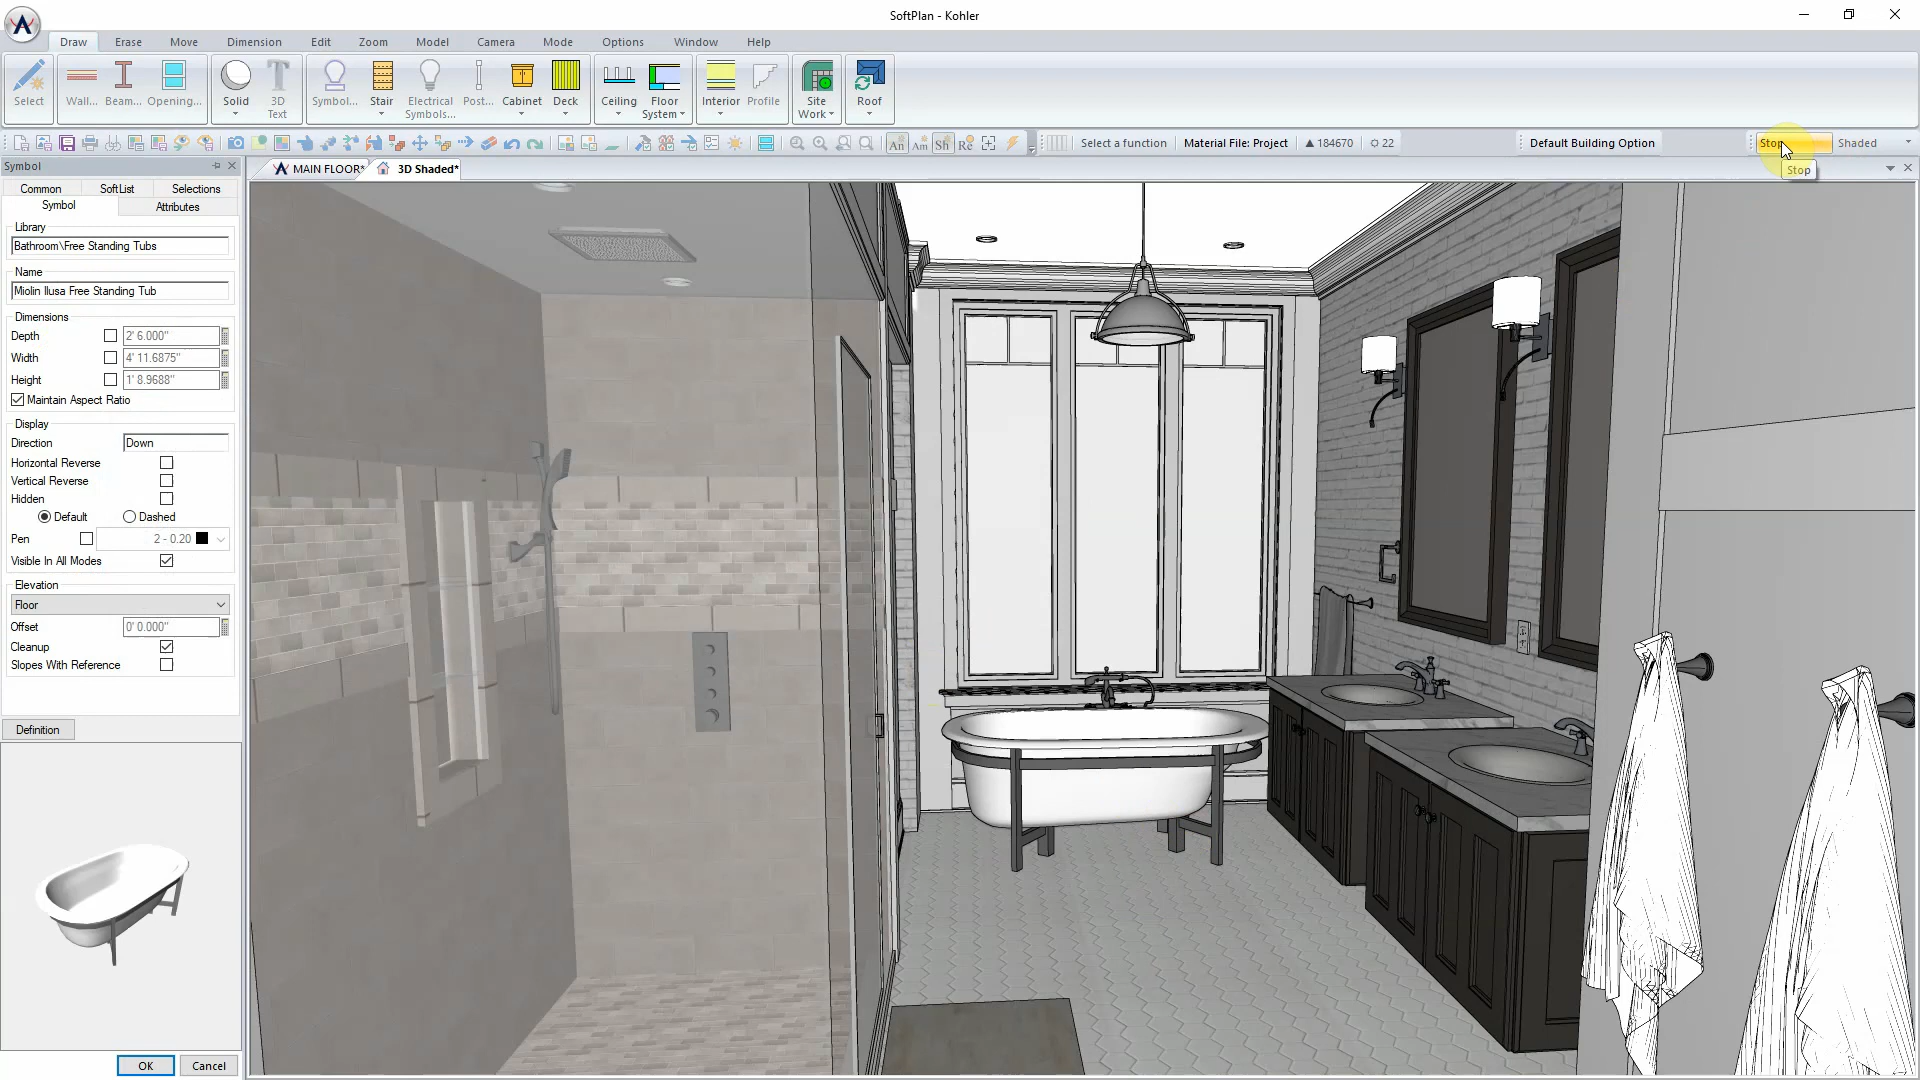 SoftPlan - Kohler
Draw Erase Move Dimension Edit Zoom Model Camera Mode Options Window Help
Select Wall... Beam... Opening... Solid 3D Text Symbol... Stair Electrical Symbols... Post... Cabinet Deck Ceiling Floor System Interior Profile Site Work Roof
An Am Sh Re Select a function Material File: Project 184670 22 Default Building Option Stop Shaded
Stop
Symbol
MAIN FLOOR* 3D Shaded*
Common SoftList Selections
Symbol Attributes
Library
Bathroom\Free Standing Tubs
Name
Miolin Ilusa Free Standing Tub
Dimensions
Depth 2' 6.000"
Width 4' 11.6875"
Height 1' 8.9688"
Maintain Aspect Ratio
Display
Direction Down
Horizontal Reverse
Vertical Reverse
Hidden
Default Dashed
Pen 2 - 0.20
Visible In All Modes
Elevation
Floor
Offset 0' 0.000"
Cleanup
Slopes With Reference
Definition
OK Cancel